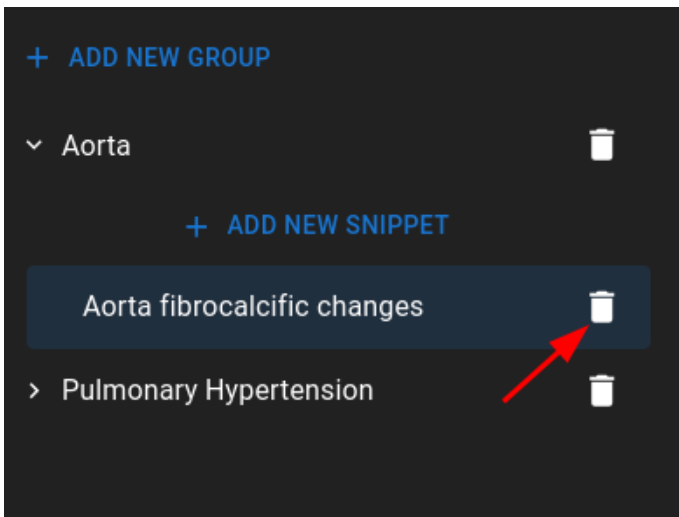 + ADD NEW GROUP
Aorta
+ ADD NEW SNIPPET
Aorta fibrocalcific changes
Pulmonary Hypertension